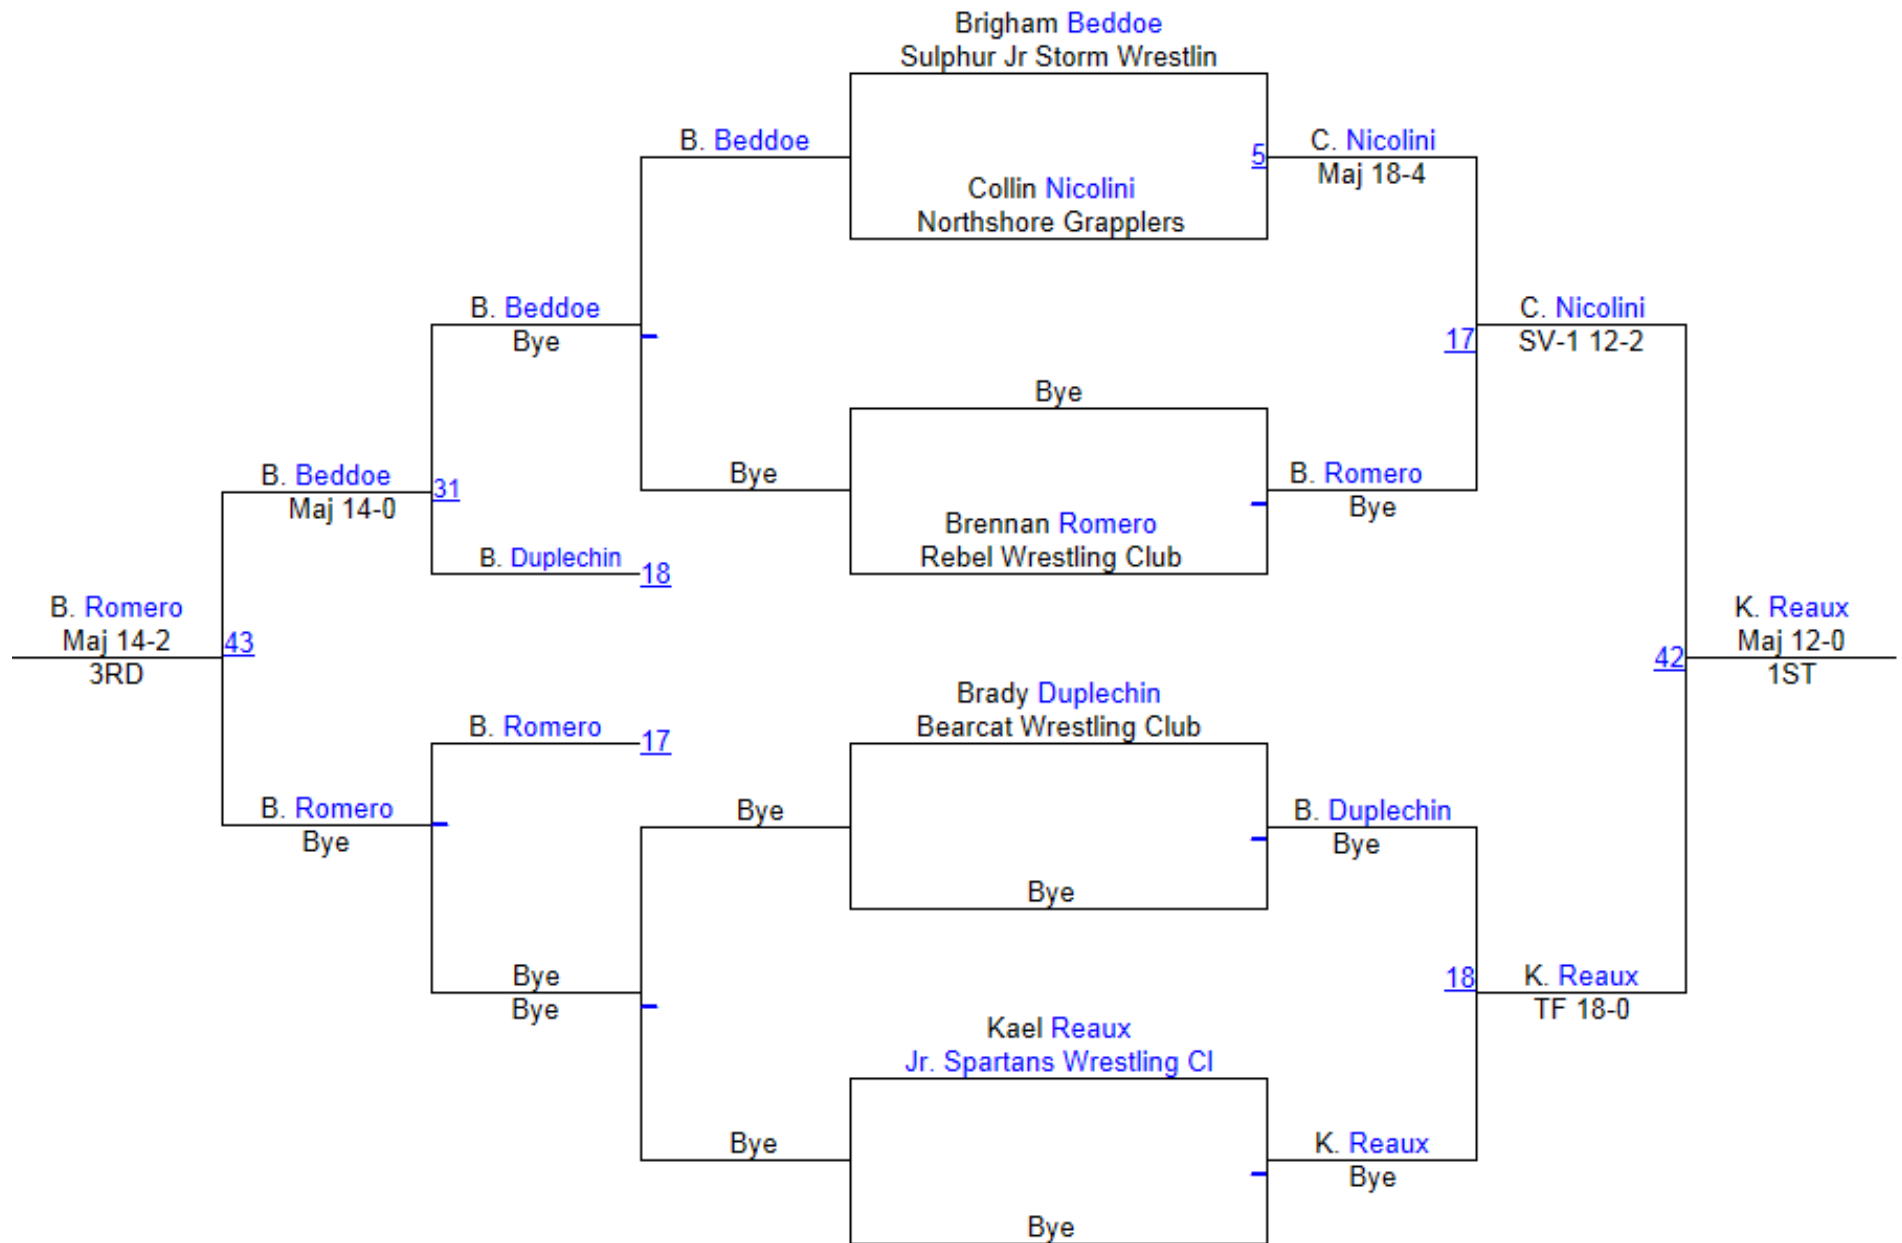 Brigham Beddoe
Sulphur Jr Storm Wrestlin
B. Beddoe
5
C. Nicolini
Maj 18-4
Collin Nicolini
Northshore Grapplers
B. Beddoe
Bye
17
C. Nicolini
SV-1 12-2
Bye
B. Beddoe
Maj 14-0
31
Bye
B. Romero
Bye
Brennan Romero
Rebel Wrestling Club
B. Duplechin
18
B. Romero
Maj 14-2
3RD
43
42
K. Reaux
Maj 12-0
1ST
Brady Duplechin
Bearcat Wrestling Club
B. Romero
17
B. Romero
Bye
Bye
B. Duplechin
Bye
Bye
Bye
Bye
18
K. Reaux
TF 18-0
Kael Reaux
Jr. Spartans Wrestling Cl
Bye
K. Reaux
Bye
Bye